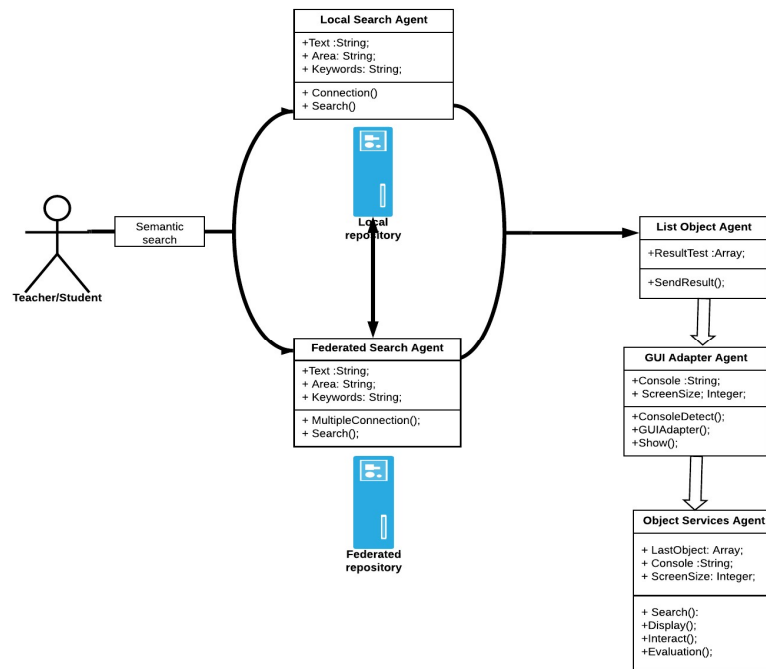 Local Search Agent
+Text :String;
+ Area: String;
+ Keywords: String;
+ Connection()
+ Search()
Local
repository
Semantic
search
Teacher/Student
Federated Search Agent
+Text :String;
+ Area: String;
+ Keywords: String;
+ MultipleConnection();
+ Search();
Federated
repository
List Object Agent
+ResultTest :Array;
+SendResult();
GUI Adapter Agent
+Console :String;
+ ScreenSize; Integer;
+ConsoleDetect();
+GUIAdapter();
+Show();
Object Services Agent
+ LastObject: Array;
+ Console :String;
+ ScreenSize: Integer;
+ Search():
+Display();
+Interact();
+Evaluation();